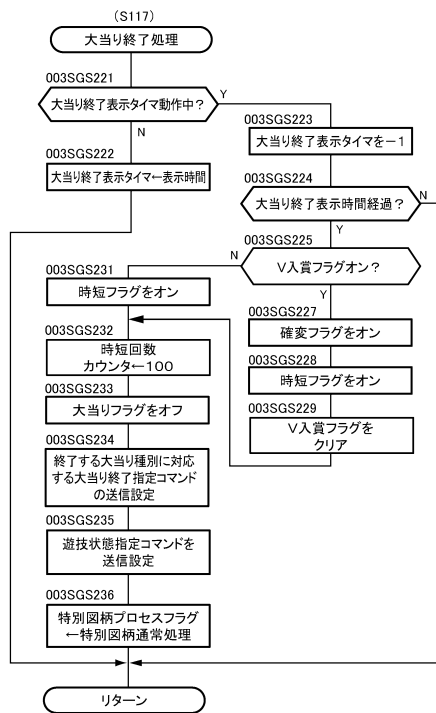 (S117)
大当り終了処理
003SGS221
大当り終了表示タイマ動作中?
Y
N
003SGS222
大当り終了表示タイマ←表示時間
003SGS223
大当り終了表示タイマを-1
003SGS224
大当り終了表示時間経過?
N
Y
003SGS225
V入賞フラグオン?
N
Y
003SGS227
確変フラグをオン
003SGS228
時短フラグをオン
003SGS229
V入賞フラグを
クリア
003SGS231
時短フラグをオン
003SGS232
時短回数
カウンタ←100
003SGS233
大当りフラグをオフ
003SGS234
終了する大当り種別に対応
する大当り終了指定コマンド
の送信設定
003SGS235
遊技状態指定コマンドを
送信設定
003SGS236
特別図柄プロセスフラグ
←特別図柄通常処理
リターン